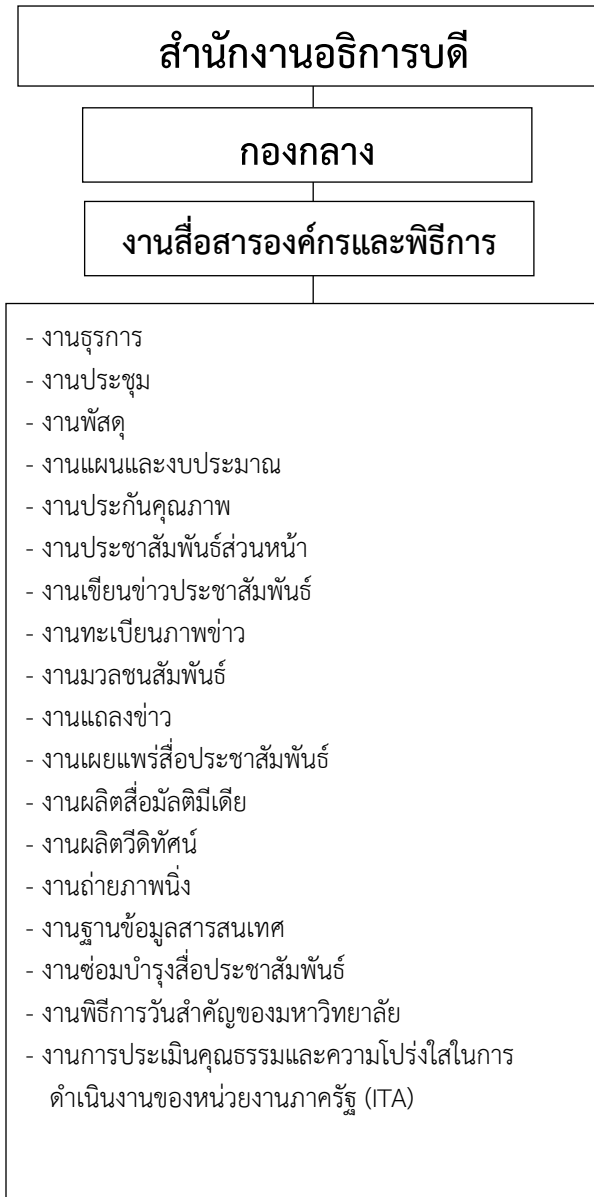 สำนักงานอธิการบดี
กองกลาง
งานสื่อสารองค์กรและพิธีการ
- งานธุรการ
- งานประชุม
- งานพัสดุ
- งานแผนและงบประมาณ
- งานประกันคุณภาพ
- งานประชาสัมพันธ์ส่วนหน้า
- งานเขียนข่าวประชาสัมพันธ์
- งานทะเบียนภาพข่าว
- งานมวลชนสัมพันธ์
- งานแถลงข่าว
- งานเผยแพร่สื่อประชาสัมพันธ์
- งานผลิตสื่อมัลติมีเดีย
- งานผลิตวีดิทัศน์
- งานถ่ายภาพนิ่ง
- งานฐานข้อมูลสารสนเทศ
- งานซ่อมบำรุงสื่อประชาสัมพันธ์
- งานพิธีการวันสำคัญของมหาวิทยาลัย
- งานการประเมินคุณธรรมและความโปร่งใสในการ
ดำเนินงานของหน่วยงานภาครัฐ (ITA)